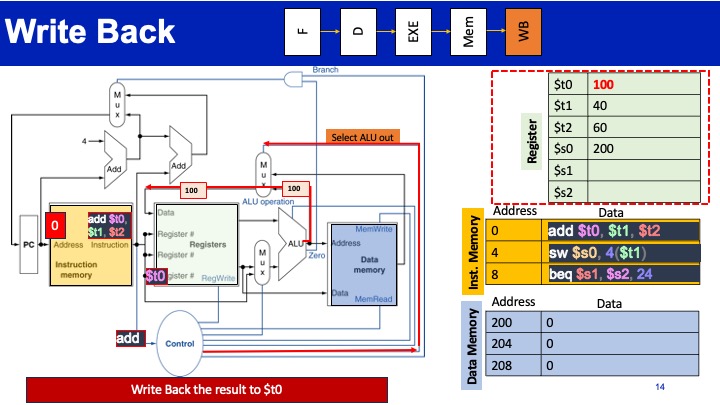 Write Back
F
D
EXE
Mem
WB
Branch
Mux
4
Add
Add
Select ALU out
Mux
100
100
ALU operation
0
add $t0,
$t1, $t2
PC
Address Instruction
Instruction
memory
Data
Register #
Registers
Register #
$t0
gister #
RegWrite
Mux
ALU
Zero
MemWrite
Address
Data
memory
Data
MemRead
add
Control
Write Back the result to $t0
Register
$t0 100
$t1 40
$t2 60
$s0 200
$s1
$s2
Inst. Memory
Address Data
0 add $t0, $t1, $t2
4 sw $s0, 4($t1)
8 beq $s1, $s2, 24
Data Memory
Address Data
200 0
204 0
208 0
14